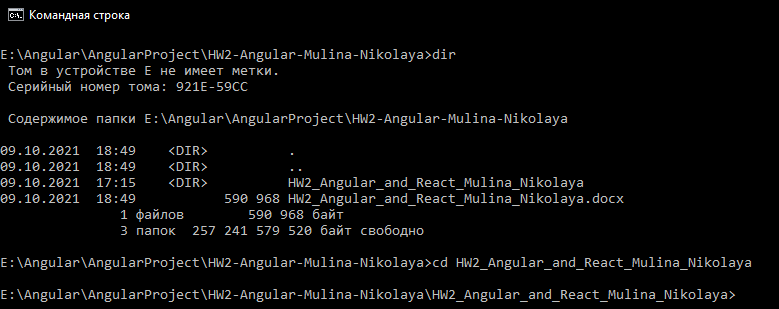 Командная строка
E:\Angular\AngularProject\HW2-Angular-Mulina-Nikolaya>dir
Том в устройстве E не имеет метки.
Серийный номер тома: 921E-59CC
Содержимое папки E:\Angular\AngularProject\HW2-Angular-Mulina-Nikolaya
09.10.2021  18:49    <DIR>          .
09.10.2021  18:49    <DIR>          ..
09.10.2021  17:15    <DIR>          HW2_Angular_and_React_Mulina_Nikolaya
09.10.2021  18:49           590 968 HW2_Angular_and_React_Mulina_Nikolaya.docx
1 файлов        590 968 байт
3 папок  257 241 579 520 байт свободно
E:\Angular\AngularProject\HW2-Angular-Mulina-Nikolaya>cd HW2_Angular_and_React_Mulina_Nikolaya
E:\Angular\AngularProject\HW2-Angular-Mulina-Nikolaya\HW2_Angular_and_React_Mulina_Nikolaya>